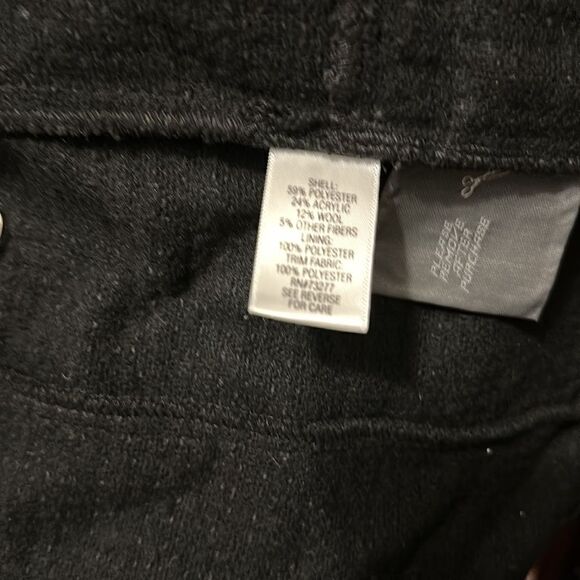 SHELL:
59% POLYESTER
24% ACRYLIC
12% WOOL
5% OTHER FIBERS
LINING:
100% POLYESTER
TRIM FABRIC:
100% POLYESTER
RN#73277
SEE REVERSE
FOR CARE
PLEASE
REMOVE
AFTER
PURCHASE